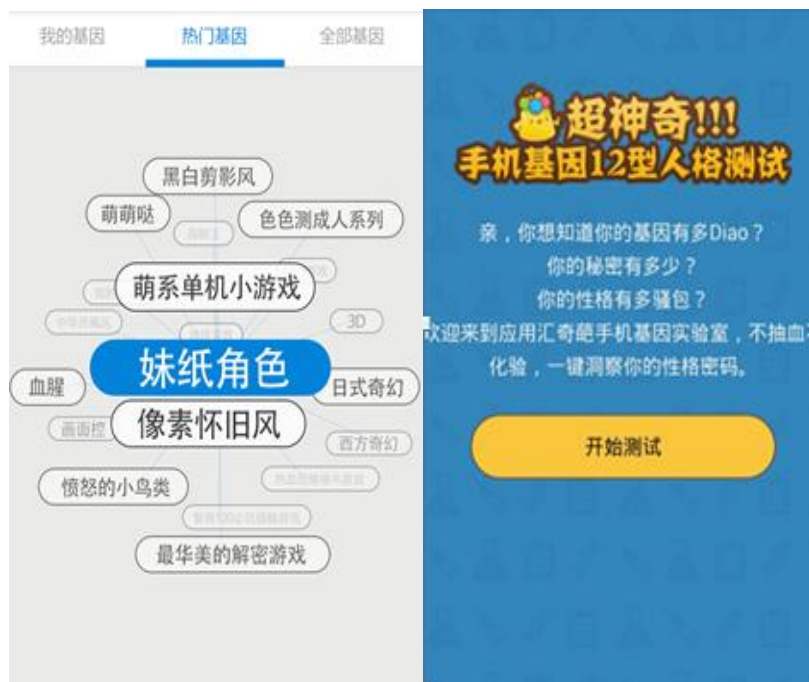 我的基因
热门基因
全部基因
黑白剪影风
萌萌哒
色色测成人系列
萌系单机小游戏
3D
妹纸角色
血腥
日式奇幻
像素怀旧风
画面控
西方奇幻
愤怒的小鸟类
最华美的解密游戏
超神奇!!!
手机基因12型人格测试
亲，你想知道你的基因有多Diao？
你的秘密有多少？
你的性格有多骚包？
欢迎来到应用汇奇葩手机基因实验室，不抽血不
化验，一键洞察你的性格密码。
开始测试